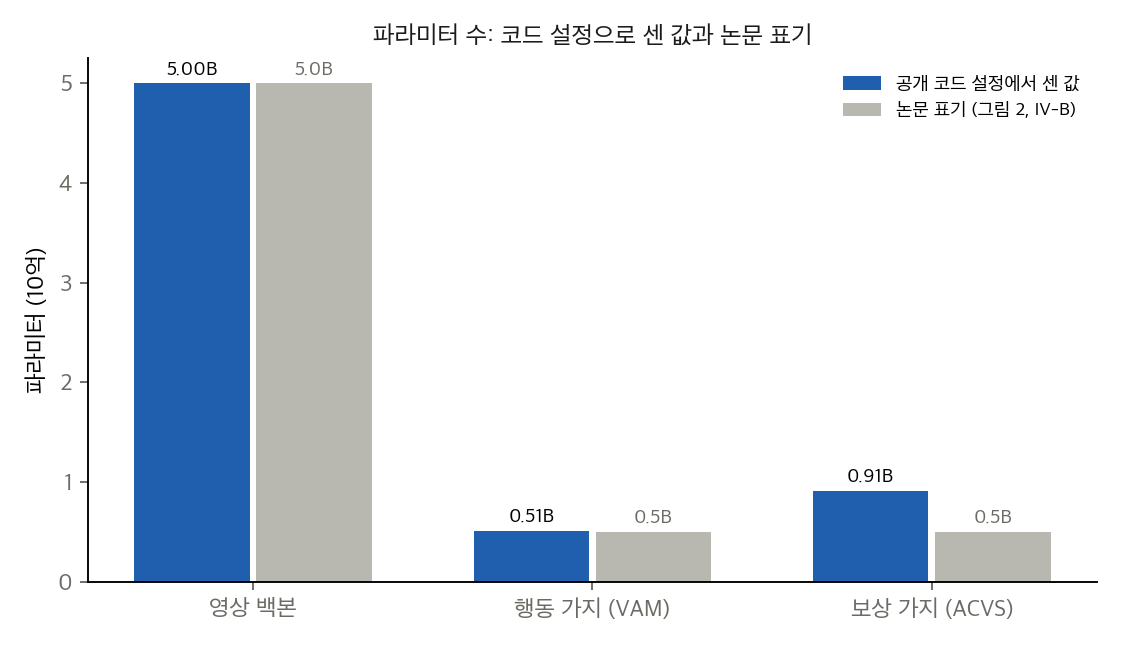 파라미터 수: 코드 설정으로 센 값과 논문 표기
공개 코드 설정에서 센 값
논문 표기 (그림 2, IV-B)
파라미터 (10억)
5
4
3
2
1
0
5.00B
5.0B
0.51B
0.5B
0.91B
0.5B
영상 백본
행동 가지 (VAM)
보상 가지 (ACVS)